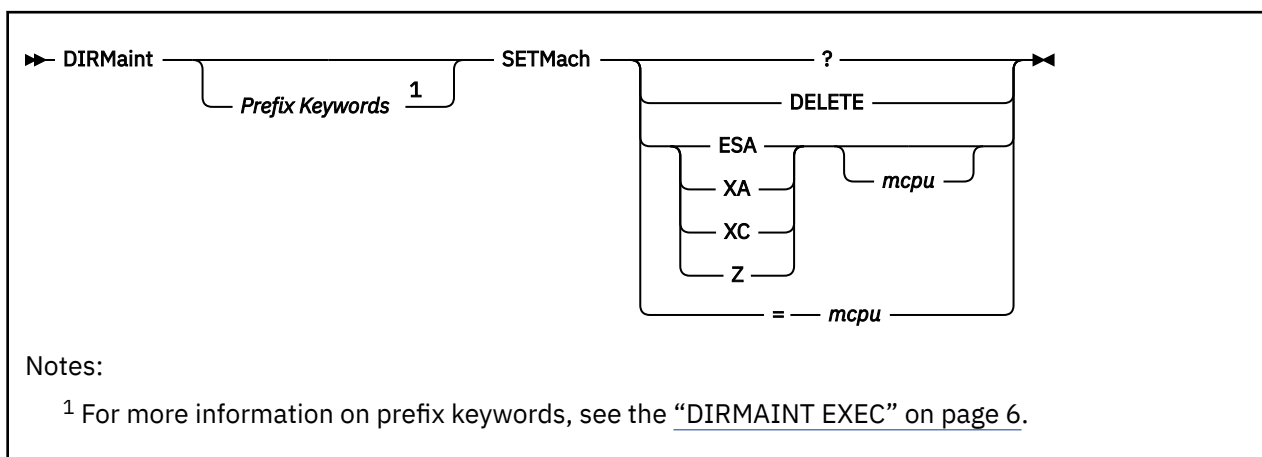 DIRMaint Prefix Keywords 1 SETMach ?
DELETE
ESA mcpu
XA
XC
Z
= mcpu
Notes:
1 For more information on prefix keywords, see the “DIRMAINT EXEC” on page 6.